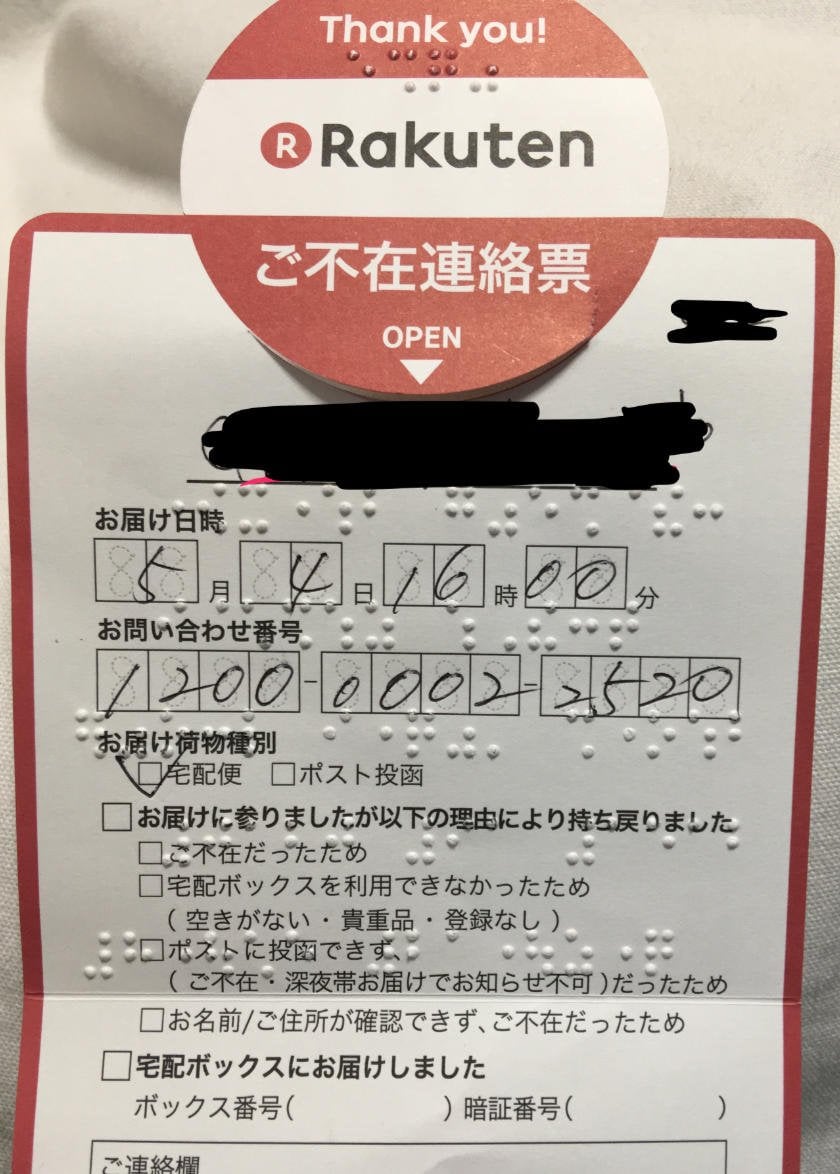 Thank you!
R Rakuten
ご不在連絡票
OPEN
お届け日時
5月4日16時00分
お問い合わせ番号
1200-0002-2520
お届け荷物種別
□宅配便 □ポスト投函
□お届けに参りましたが以下の理由により持ち戻りました
□ご不在だったため
□宅配ボックスを利用できなかったため
(空きがない・貴重品・登録なし)
□ポストに投函できず、
(ご不在・深夜帯お届けでお知らせ不可)だったため
□お名前/ご住所が確認できず、ご不在だったため
□宅配ボックスにお届けしました
ボックス番号( )暗証番号( )
ご連絡欄